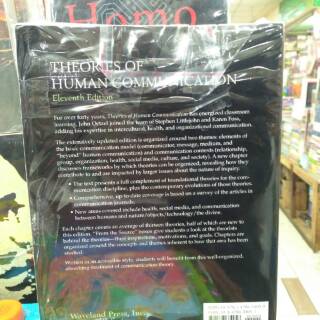 Homo
THEORIES OF
HUMAN COMMUNICATION
Eleventh Edition
For over forty years, Theories of Human Communication has energized classroom
learning. John Oetzel joined the team of Stephen Littlejohn and Karen Foss,
adding his expertise in intercultural, health, and organizational communication.
The extensively updated edition is organized around two themes: elements of
the basic communication model (communicator, message, medium, and
"beyond" human communication) and communication contexts (relationship,
group, organization, health, social media, culture, and society). A new chapter
discusses frameworks by which theories can be organized, revealing how they
contribute to and are impacted by larger issues about the nature of inquiry.
• The text presents a full complement of foundational theories for the com-
munication discipline, plus the contemporary evolutions of those theories.
• Comprehensive, up-to-date coverage is based on a survey of the articles in
communication journals.
• New areas covered include health, social media, and communication
between humans and nature/objects/technology/the divine.
Each chapter covers an average of thirteen theories, half of which are new to
this edition. "From the Source" boxes give students a look at the theorists
behind the theories—their inspirations, motivations, and goals. Chapters are
organized around the concepts and themes inherent to how that area has been
studied.
Written in an accessible style, students will benefit from this well-organized,
overarching treatment of communication theory.
Waveland Press, Inc.